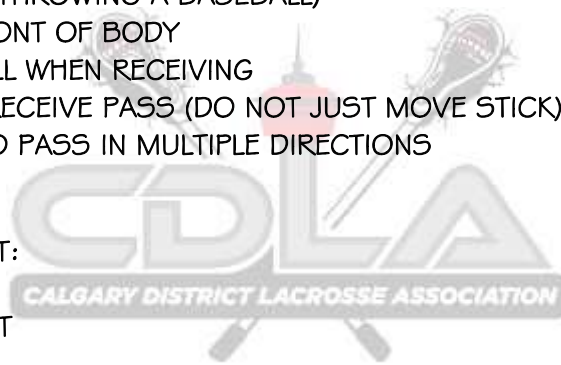 THROWING A BASEBALL)
ONT OF BODY
LL WHEN RECEIVING
RECEIVE PASS (DO NOT JUST MOVE STICK)
O PASS IN MULTIPLE DIRECTIONS
CDLA
T:
CALGARY DISTRICT LACROSSE ASSOCIATION
T